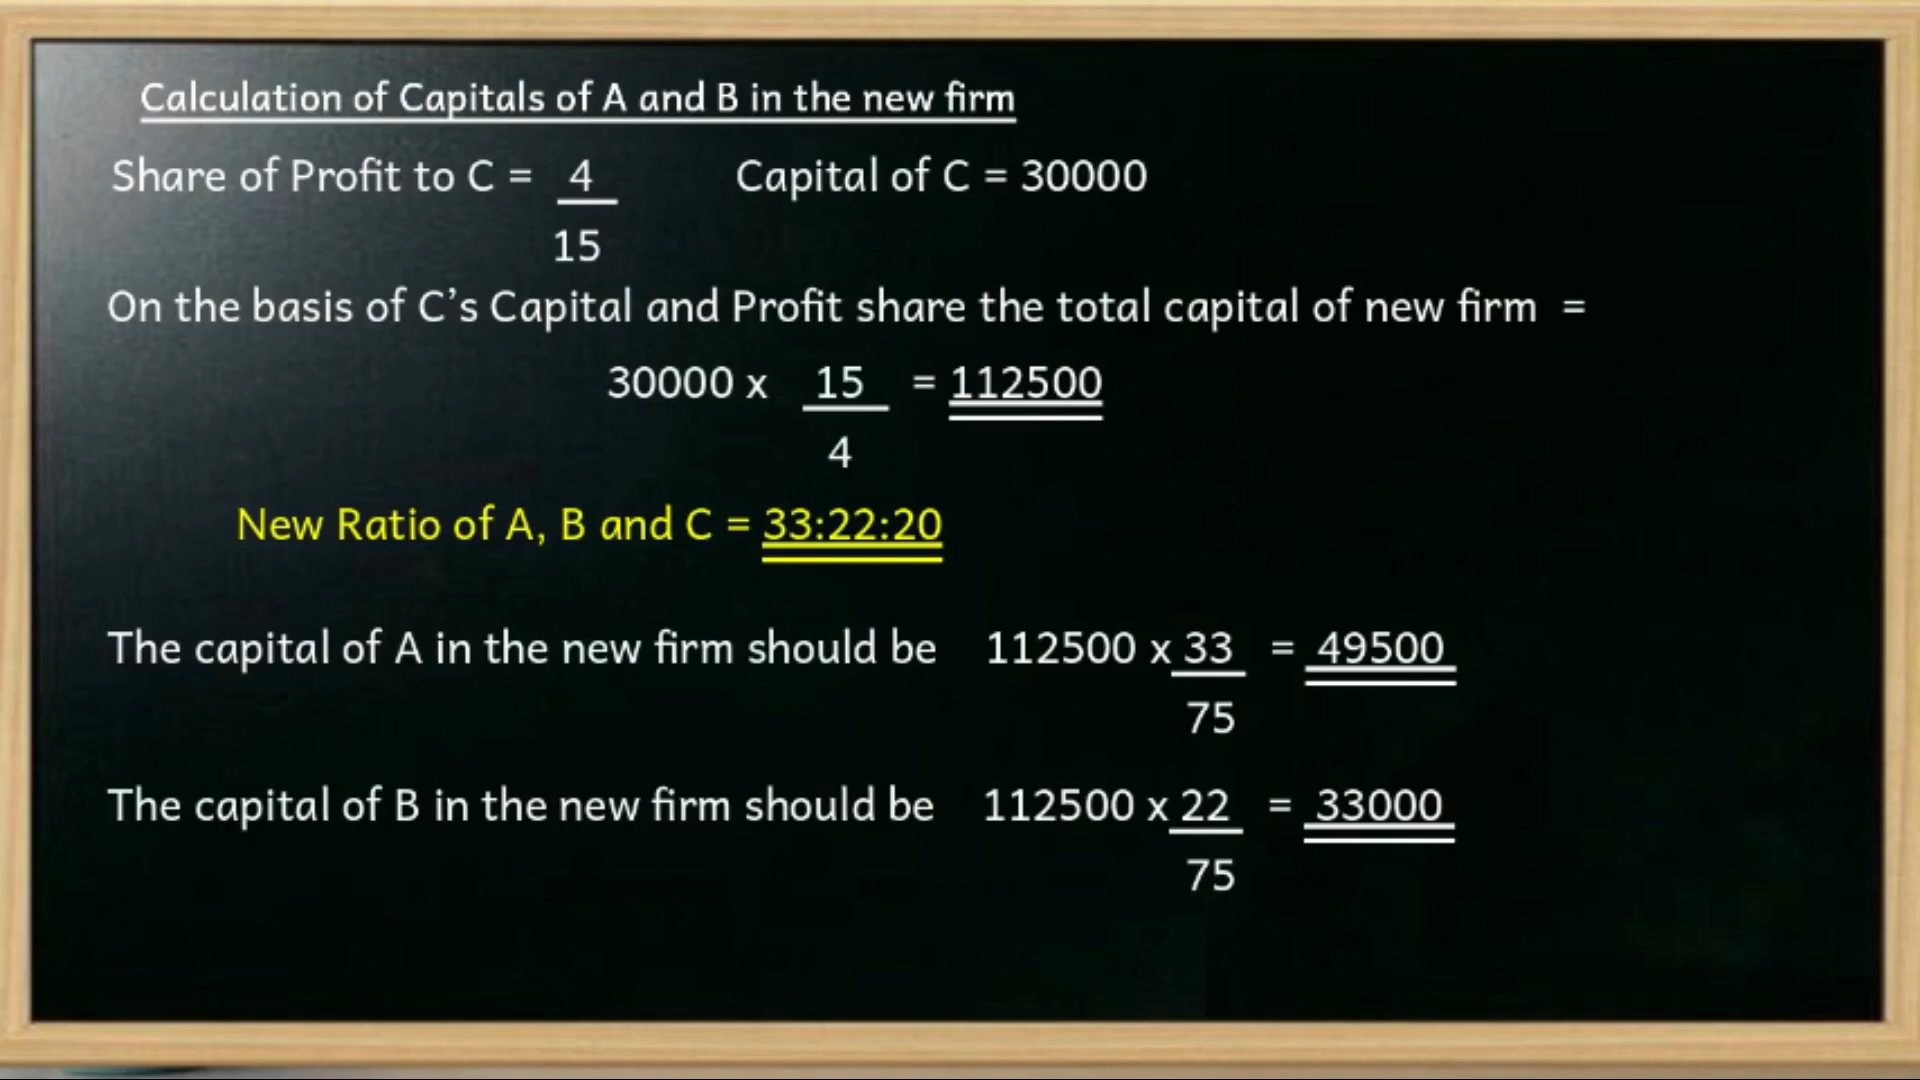 Calculation of Capitals of A and B in the new firm
Share of Profit to C = 4 Capital of C = 30000
15
On the basis of C’s Capital and Profit share the total capital of new firm =
30000 x 15 = 112500
4
New Ratio of A, B and C = 33:22:20
The capital of A in the new firm should be 112500 x 33 = 49500
75
The capital of B in the new firm should be 112500 x 22 = 33000
75